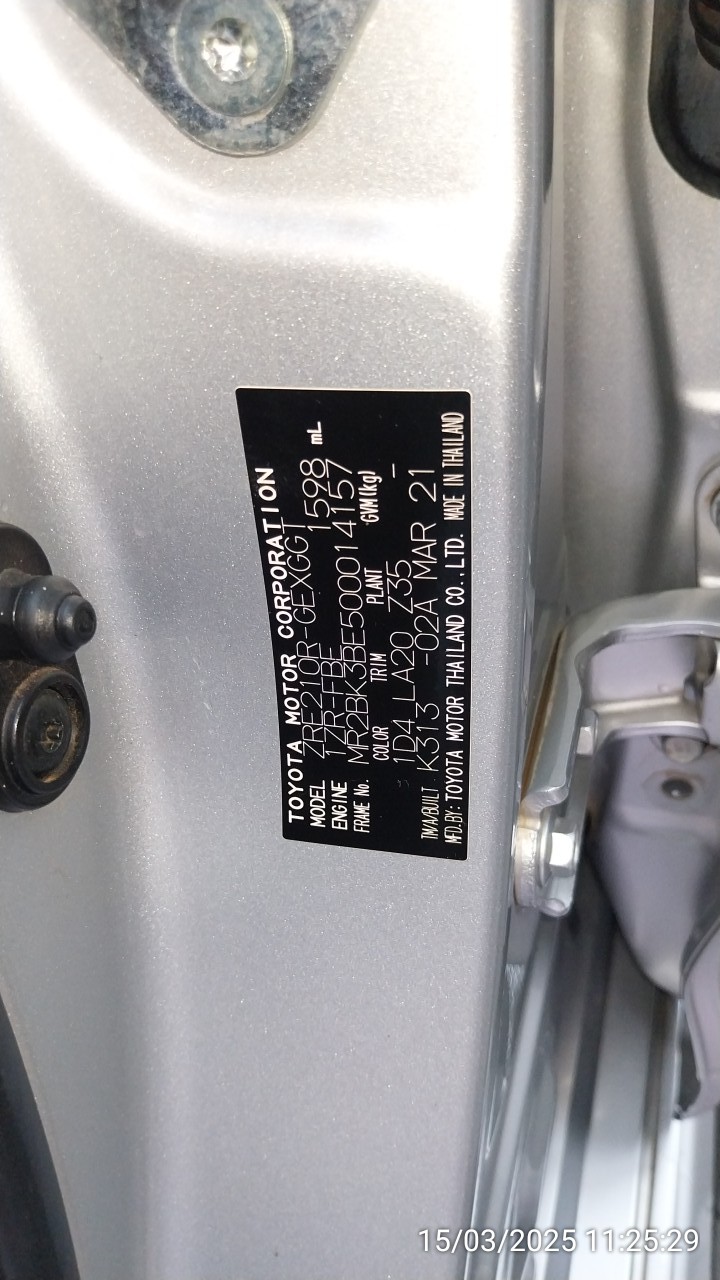 TOYOTA MOTOR CORPORATION
MODEL ZRE210R-GEXGGT
ENGINE 1ZR-FBE 1598 mL
FRAME No. MR2BK3BE500014157
COLOR TRIM PLANT GVM(kg)
1D4 LA20 Z35 -
TM/A/BUILT K313 -02A MAR 21
MFD.BY: TOYOTA MOTOR THAILAND CO.,LTD. MADE IN THAILAND
15/03/2025 11:25:29